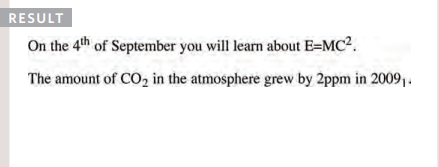 RESULT
On the 4ᵗʰ of September you will learn about E=MC².
The amount of CO₂ in the atmosphere grew by 2ppm in 2009₁.